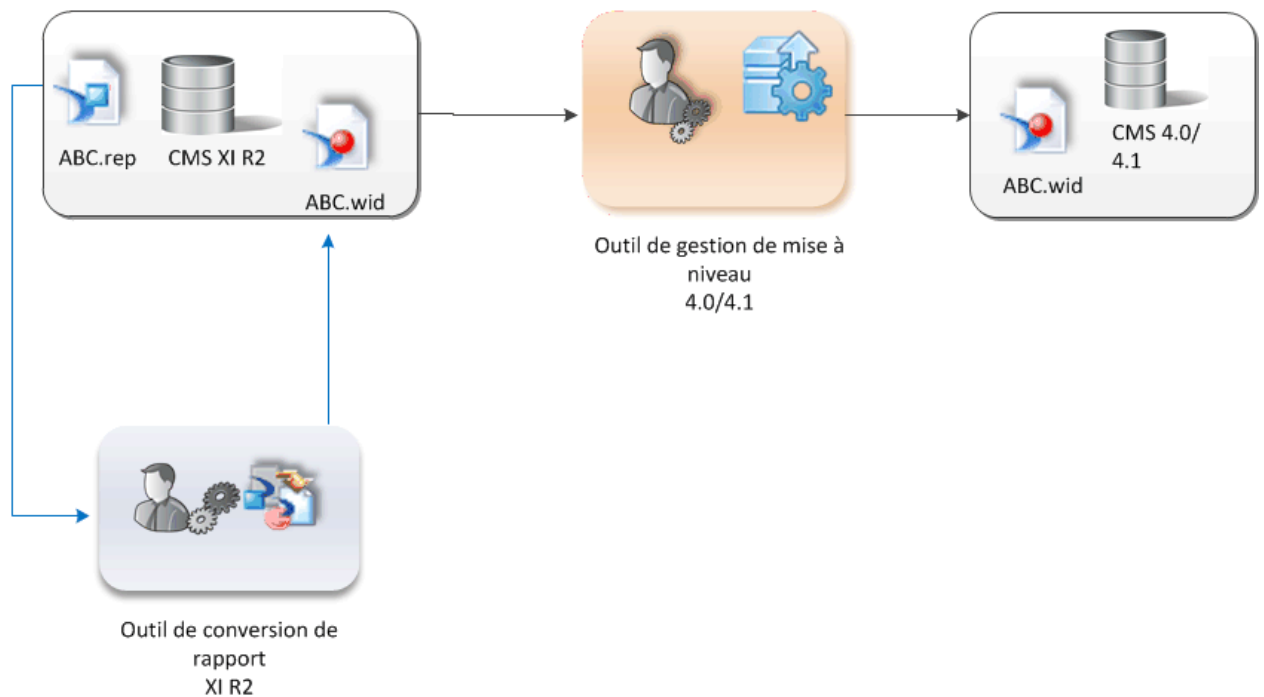 ABC.rep
CMS XI R2
ABC.wid
Outil de gestion de mise à
niveau
4.0/4.1
CMS 4.0/
4.1
ABC.wid
Outil de conversion de
rapport
XI R2